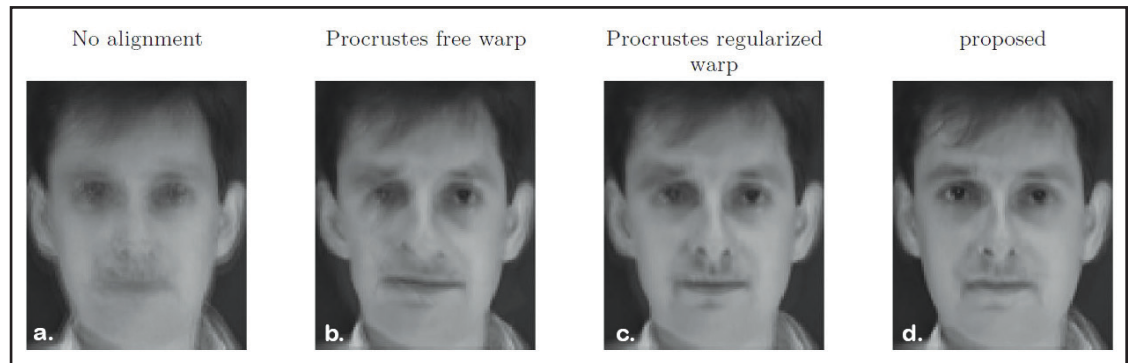 No alignment
Procrustes free warp
Procrustes regularized
warp
proposed
a.
b.
c.
d.